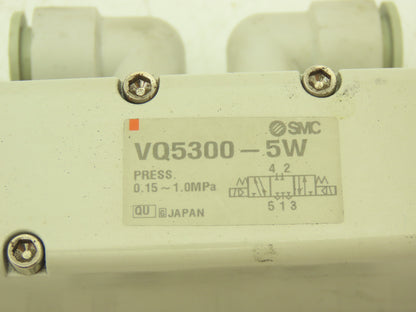 SMC
VQ5300-5W
PRESS.
0.15~1.0MPa
4 2
5 1 3
QU JAPAN